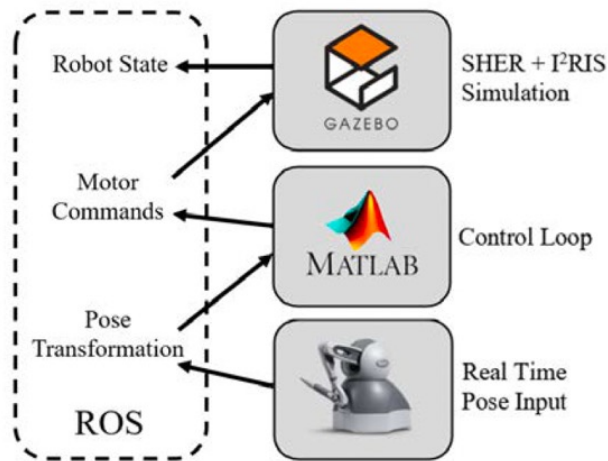 Robot State
Motor
Commands
Pose
Transformation
ROS
GAZEBO
SHER + I²RIS
Simulation
MATLAB
Control Loop
Real Time
Pose Input